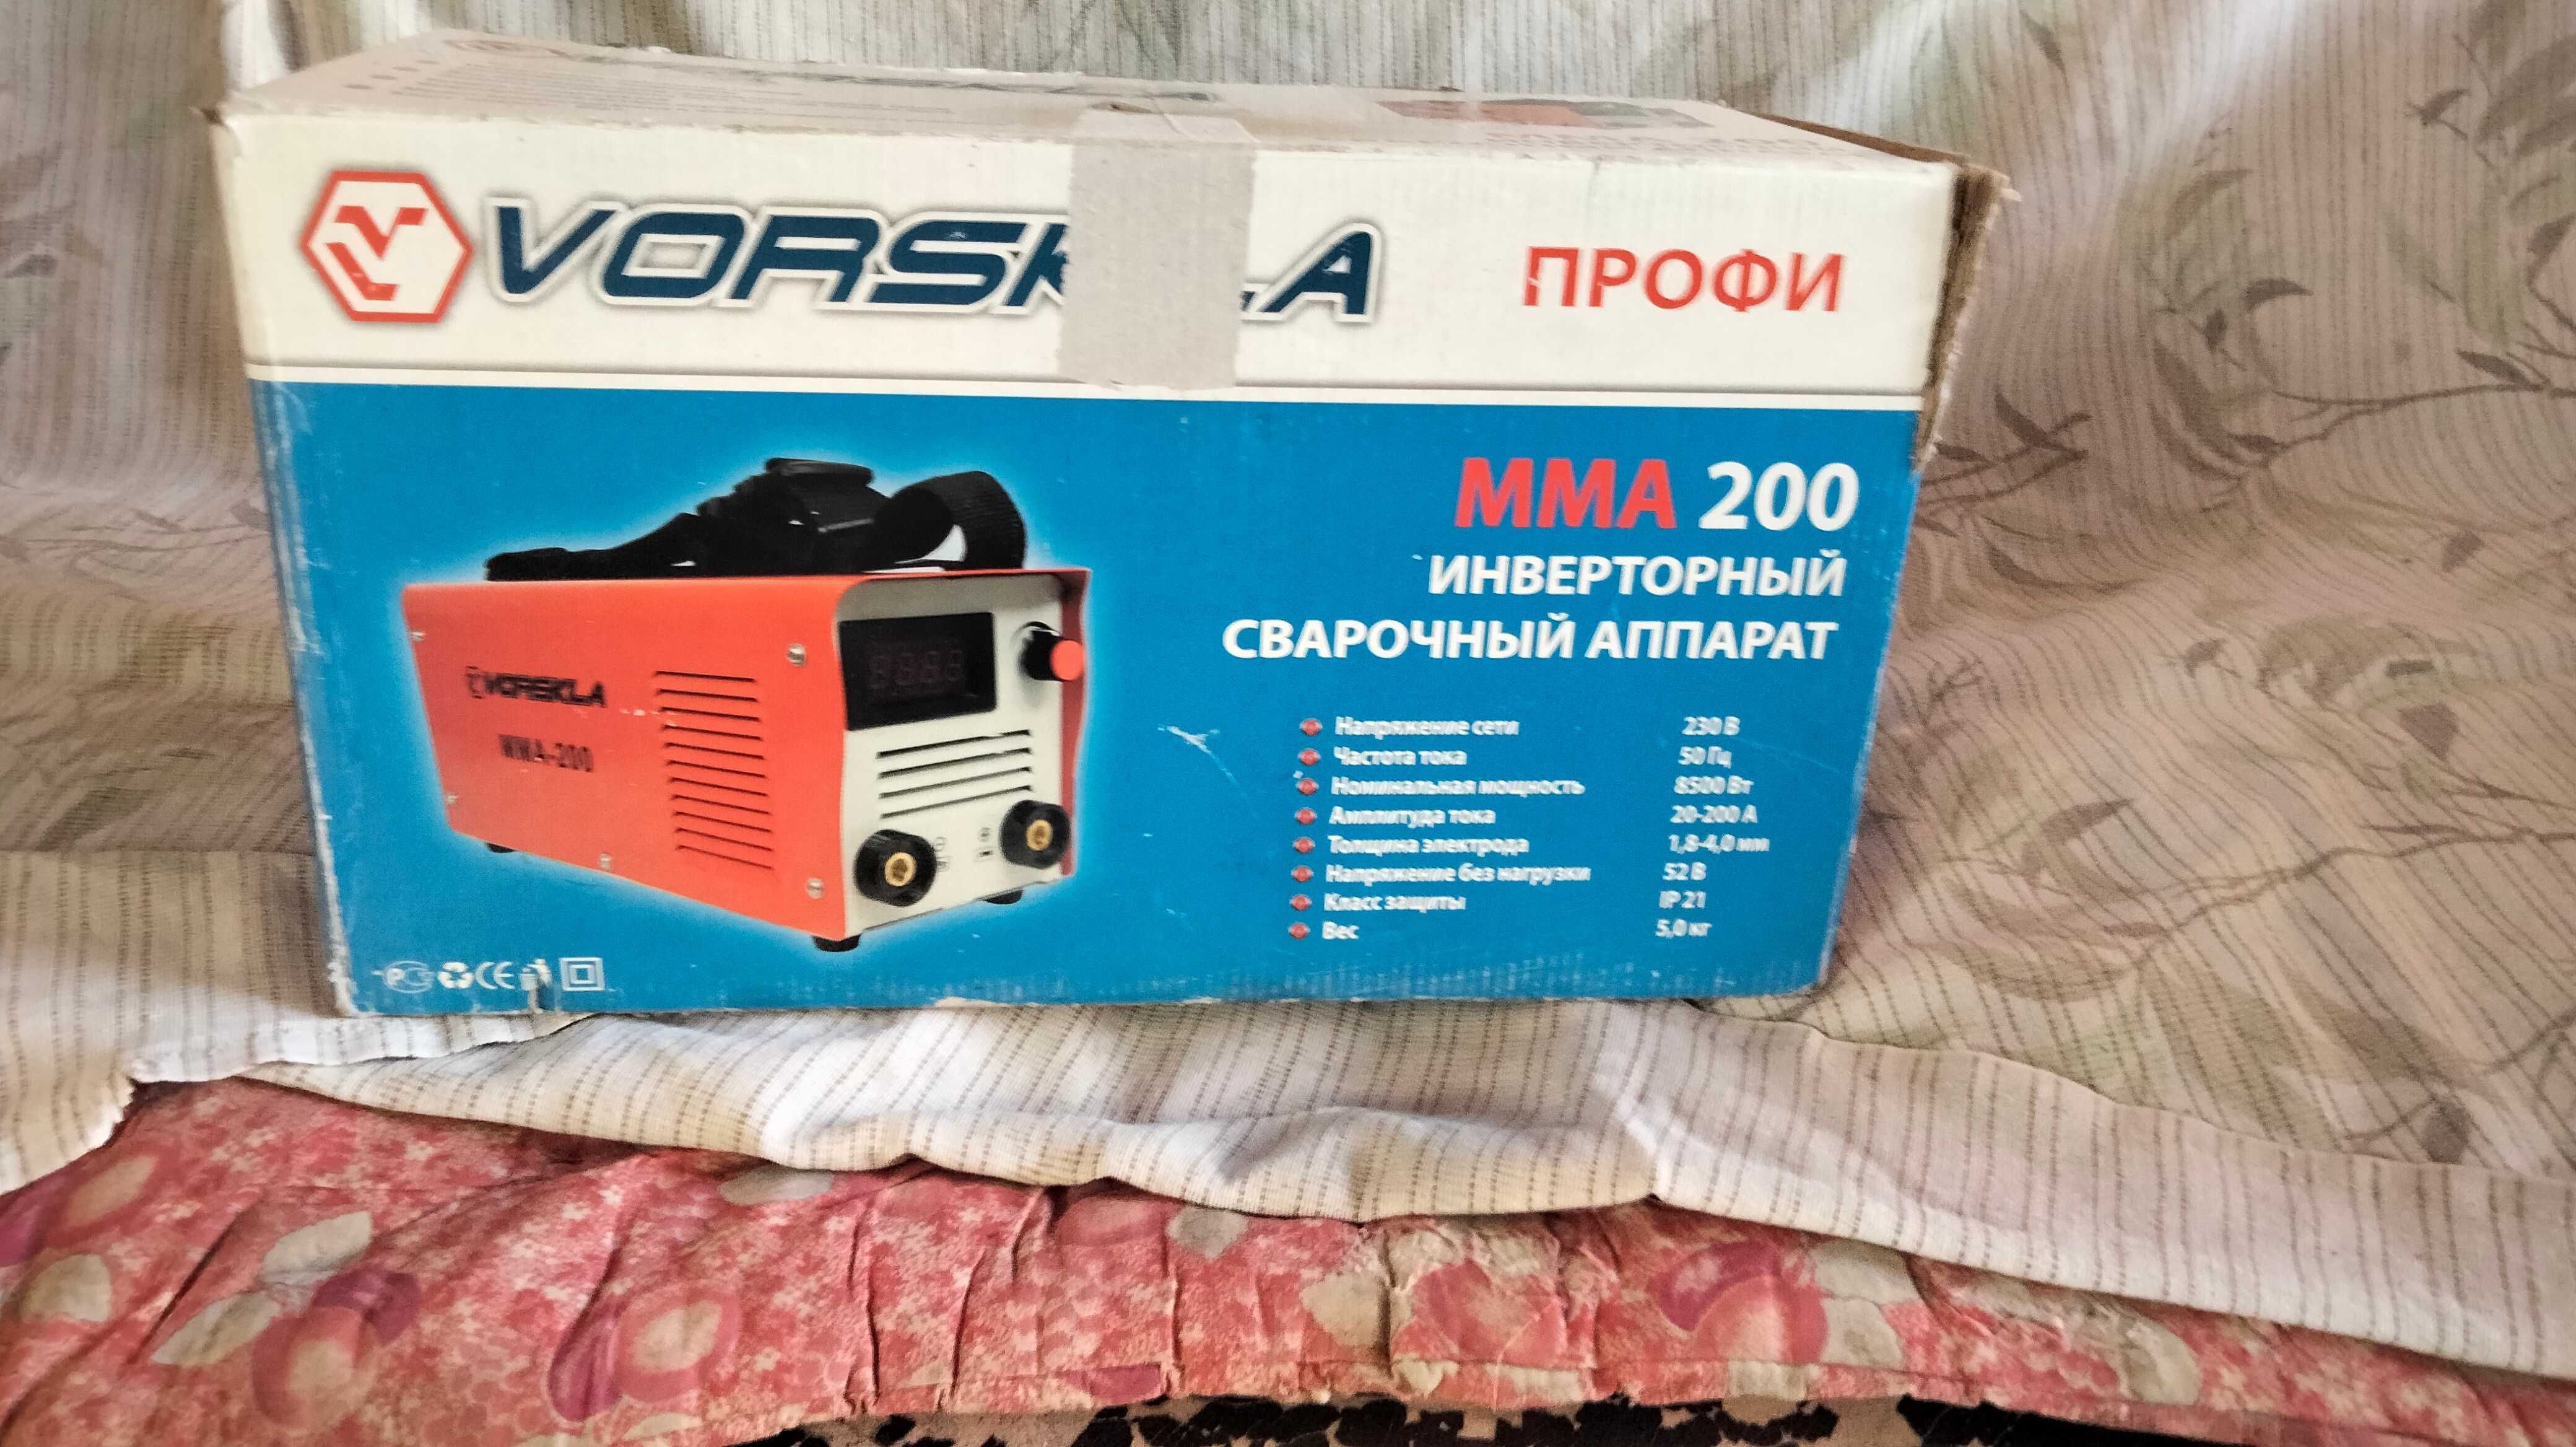 VORSKLA ПРОФИ
ММА 200
ИНВЕРТОРНЫЙ
СВАРОЧНЫЙ АППАРАТ
Напряжение сети 230 В
Частота тока 50 Гц
Номинальная мощность 8500 Вт
Амплитуда тока 20-200 А
Толщина электрода 1,8-4,0 мм
Напряжение без нагрузки 52 В
Класс защиты IP 21
Вес 5,0 кг
VORSKLA
MMA-200
CE